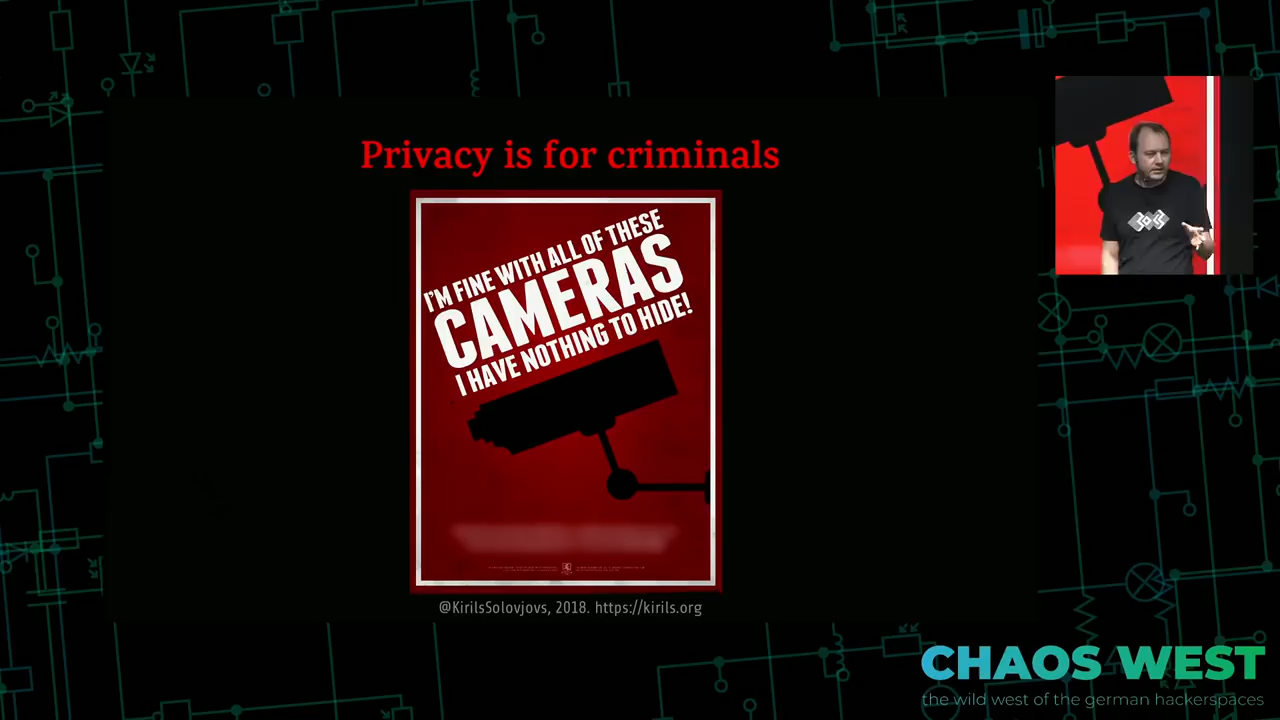 Privacy is for criminals
I'M FINE WITH ALL OF THESE
CAMERAS
I HAVE NOTHING TO HIDE!
@KirilsSolovjovs, 2018. https://kirils.org
CHAOS WEST
the wild west of the german hackerspaces